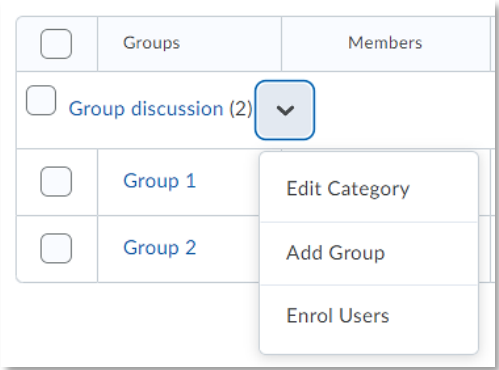 Groups Members
Group discussion (2)
Edit Category
Group 1
Add Group
Group 2
Enrol Users